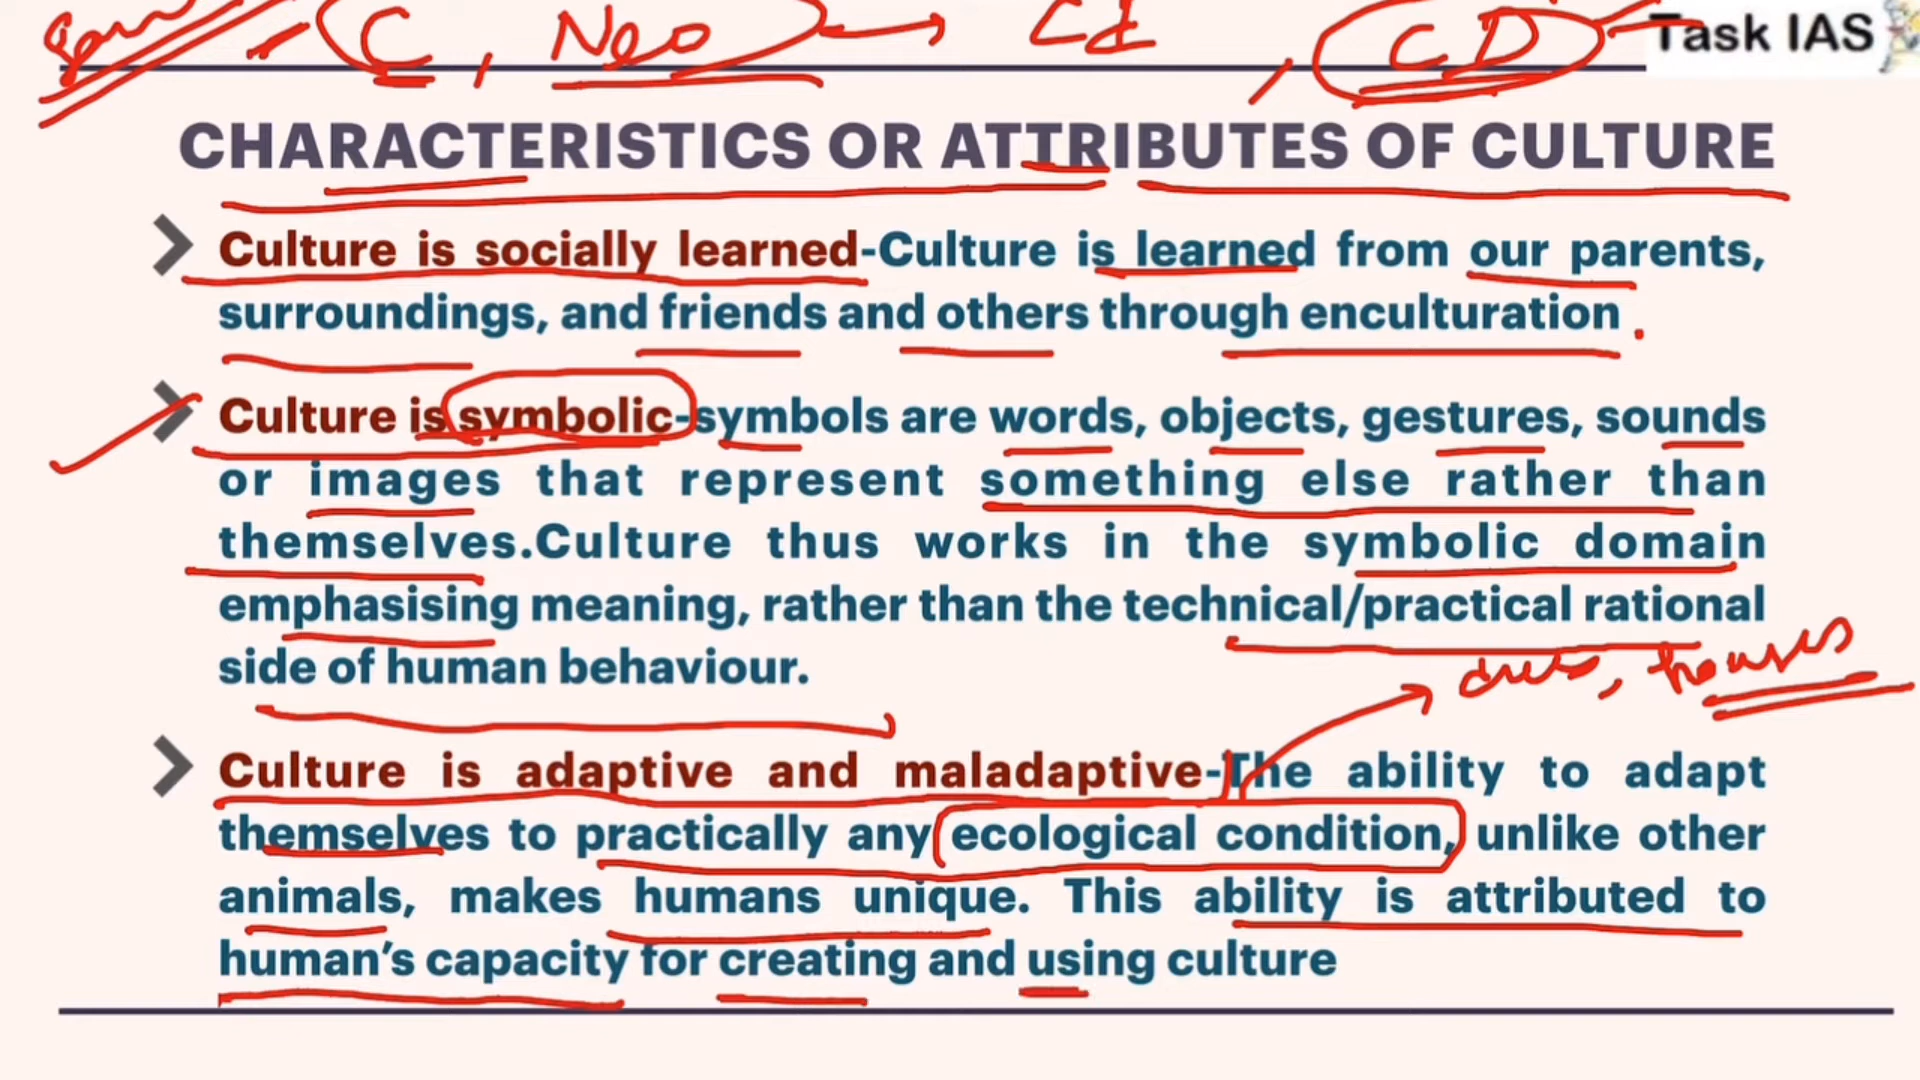 C, Neo → CE, CD
Task IAS
CHARACTERISTICS OR ATTRIBUTES OF CULTURE
Culture is socially learned-Culture is learned from our parents,
surroundings, and friends and others through enculturation .
Culture is symbolic-symbols are words, objects, gestures, sounds
or images that represent something else rather than
themselves.Culture thus works in the symbolic domain
emphasising meaning, rather than the technical/practical rational
side of human behaviour.
houses
Culture is adaptive and maladaptive-The ability to adapt
themselves to practically any ecological condition, unlike other
animals, makes humans unique. This ability is attributed to
human's capacity for creating and using culture